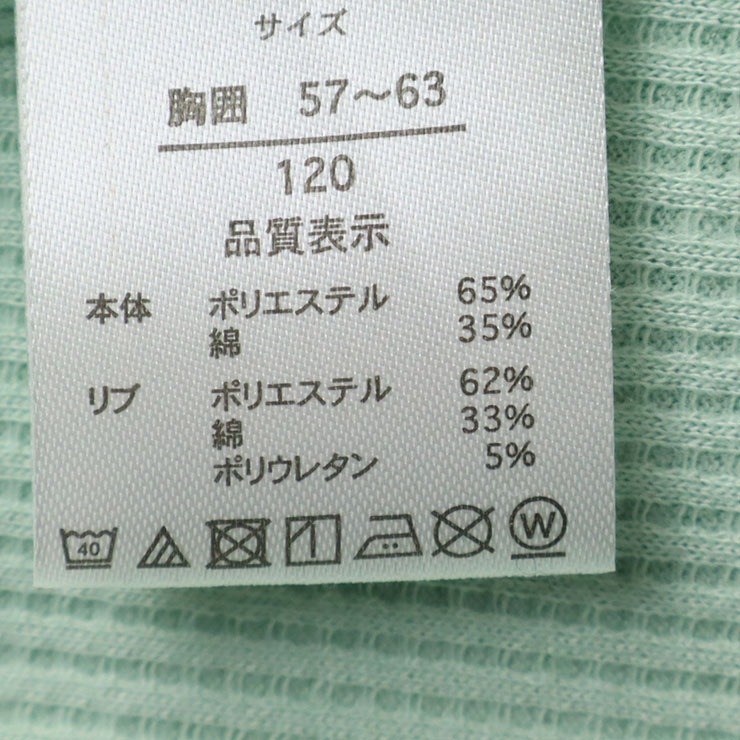 サイズ
胸囲 57～63
120
品質表示
本体 ポリエステル 65%
綿 35%
リブ ポリエステル 62%
綿 33%
ポリウレタン 5%
40 W